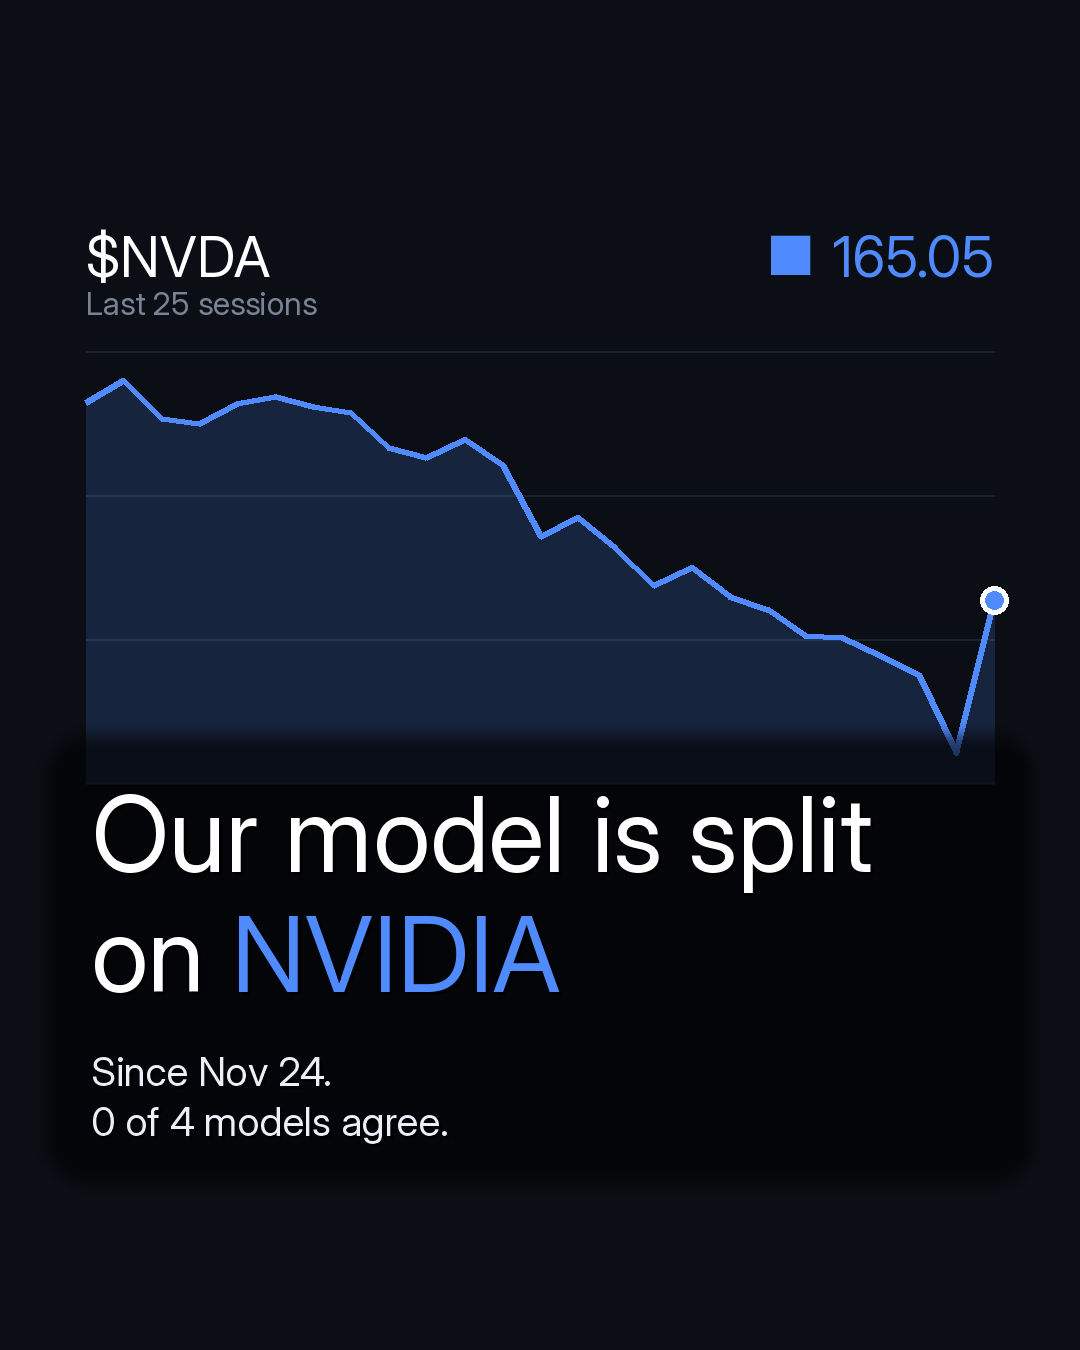 $NVDA
165.05
Last 25 sessions
Our model is split
on NVIDIA
Since Nov 24.
0 of 4 models agree.